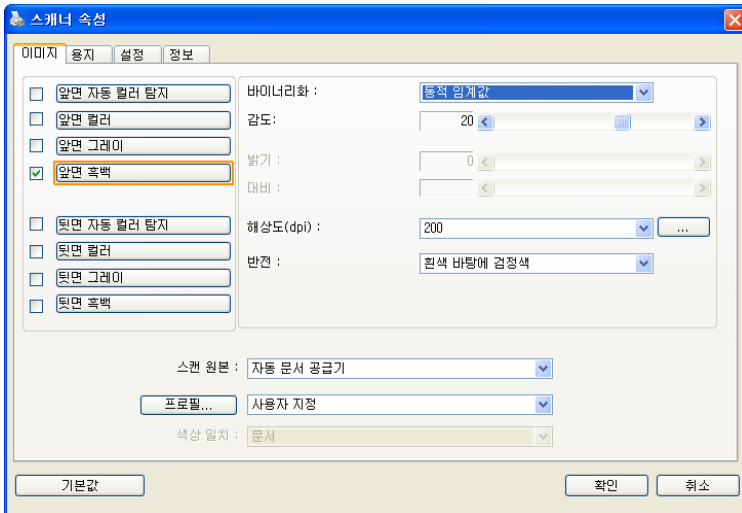 스캐너 속성
이미지 용지 설정 정보
앞면 자동 컬러 탐지
앞면 컬러
앞면 그레이
앞면 흑백
뒷면 자동 컬러 탐지
뒷면 컬러
뒷면 그레이
뒷면 흑백
바이너리화 : 동적 임계값
감도: 20
밝기 : 0
대비 :
해상도(dpi) : 200 ...
반전 : 흰색 바탕에 검정색
스캔 원본 : 자동 문서 공급기
프로필... 사용자 지정
색상 일치 : 문서
기본값 확인 취소